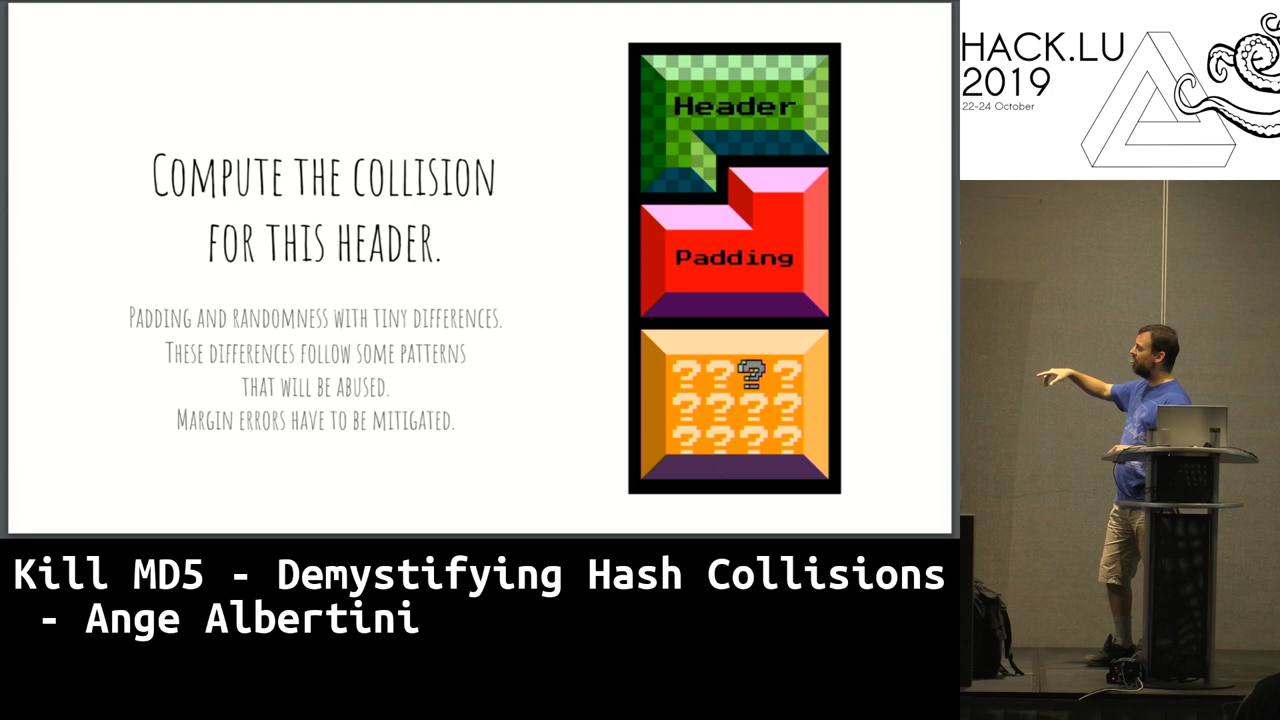 COMPUTE THE COLLISION
FOR THIS HEADER.
PADDING AND RANDOMNESS WITH TINY DIFFERENCES.
THESE DIFFERENCES FOLLOW SOME PATTERNS
THAT WILL BE ABUSED.
MARGIN ERRORS HAVE TO BE MITIGATED.
Header
Padding
? ? ? ?
? ? ? ?
? ? ? ?
HACK.LU
2019
22-24 October
Kill MD5 - Demystifying Hash Collisions
- Ange Albertini